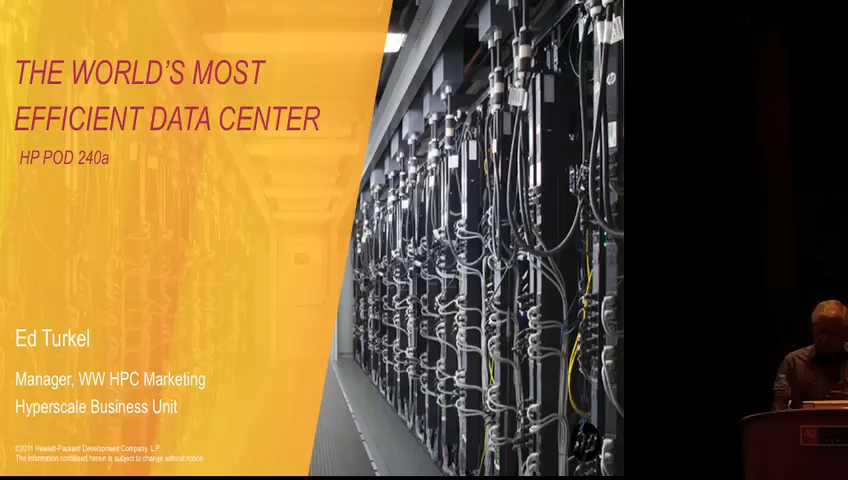 THE WORLD'S MOST
EFFICIENT DATA CENTER
HP POD 240a
Ed Turkel
Manager, WW HPC Marketing
Hyperscale Business Unit
©2011 Hewlett-Packard Development Company, L.P.
The information contained herein is subject to change without notice